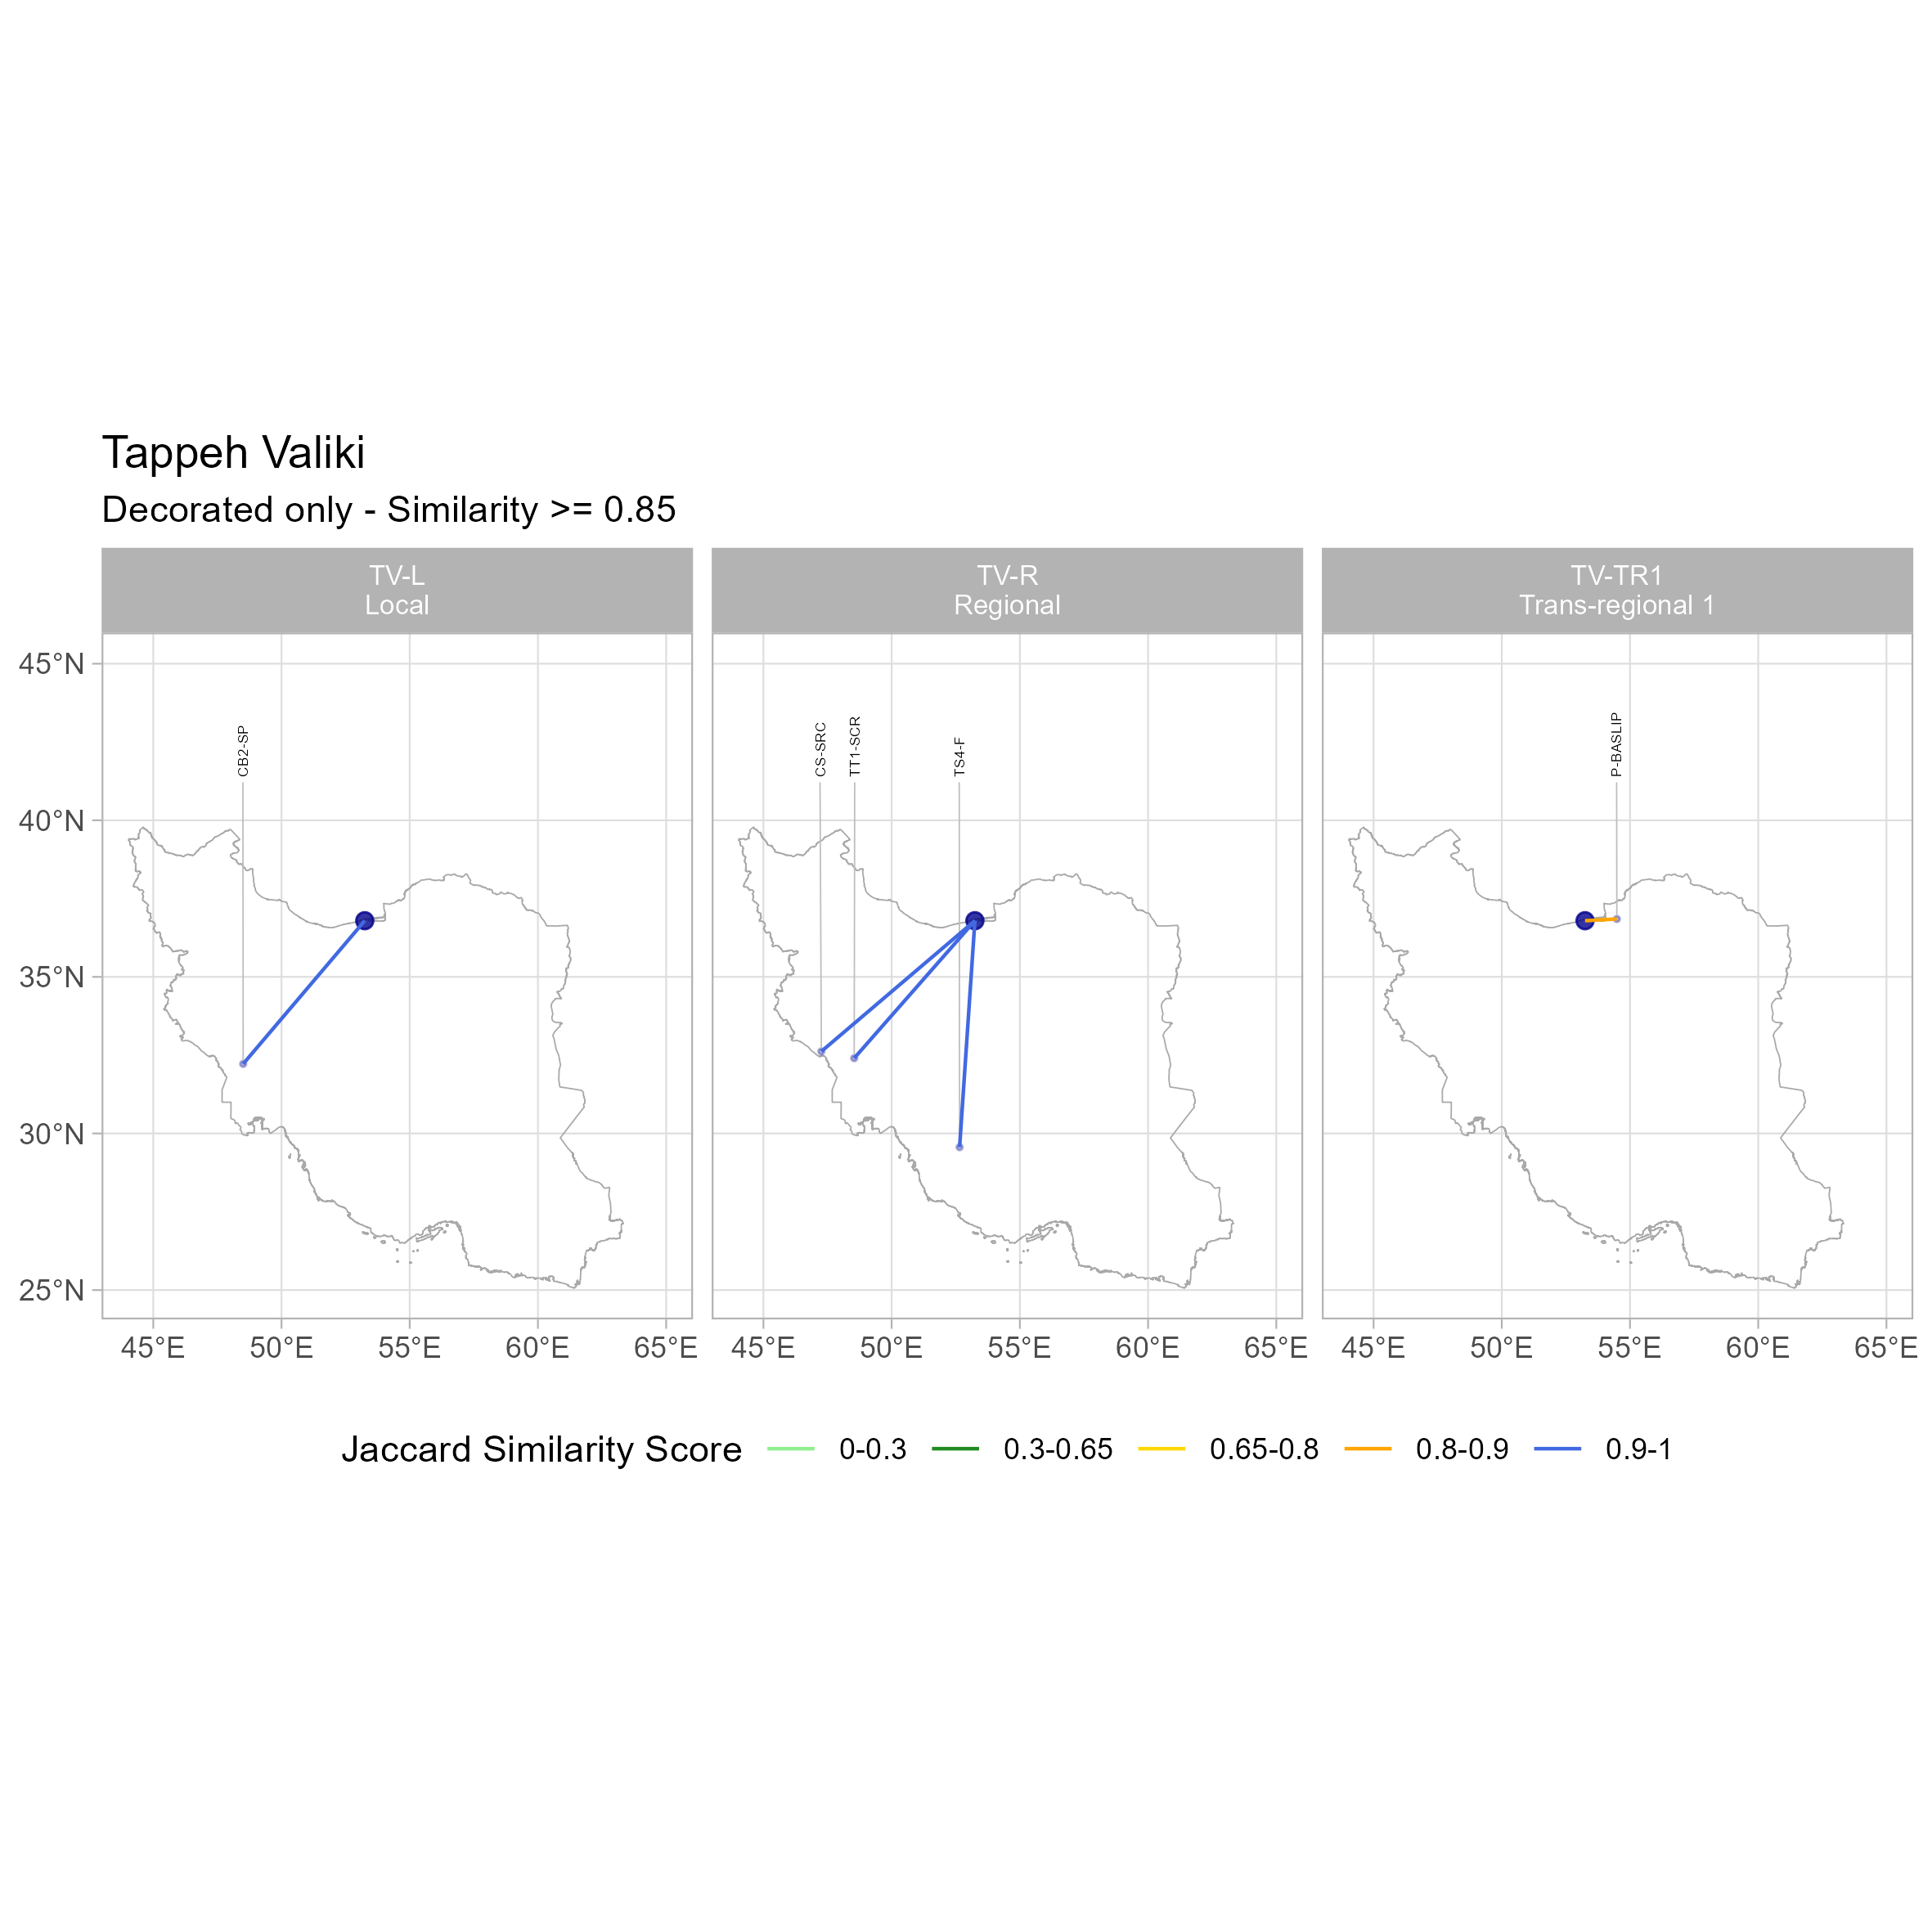 Tappeh Valiki
Decorated only - Similarity >= 0.85
TV-L
Local
TV-R
Regional
TV-TR1
Trans-regional 1
45°N
40°N
35°N
30°N
25°N
CB2-SP
CS-SRC
TT1-SCR
TS4-F
P-BASLIP
45°E 50°E 55°E 60°E 65°E
45°E 50°E 55°E 60°E 65°E
45°E 50°E 55°E 60°E 65°E
Jaccard Similarity Score 0-0.3 0.3-0.65 0.65-0.8 0.8-0.9 0.9-1